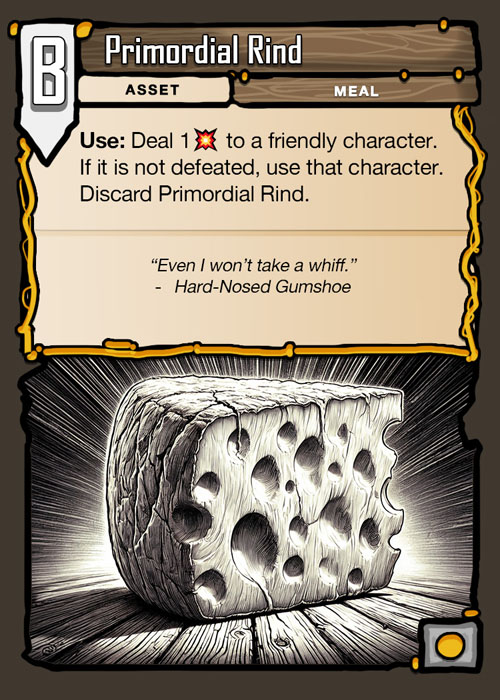 B
Primordial Rind
ASSET
MEAL
Use: Deal 1💥 to a friendly character.
If it is not defeated, use that character.
Discard Primordial Rind.
“Even I won’t take a whiff.”
- Hard-Nosed Gumshoe